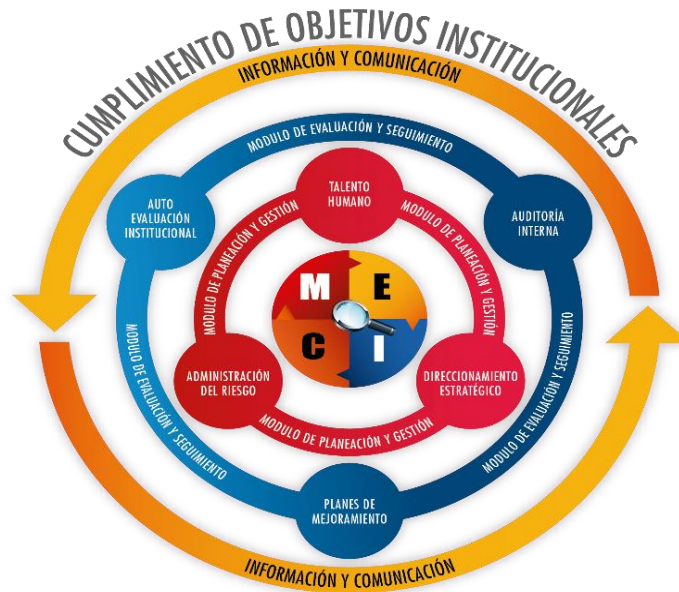 CUMPLIMIENTO DE OBJETIVOS INSTITUCIONALES
INFORMACIÓN Y COMUNICACIÓN
MODULO DE EVALUACIÓN Y SEGUIMIENTO
TALENTO
HUMANO
AUTO
EVALUACIÓN
INSTITUCIONAL
AUDITORÍA
INTERNA
MODULO DE PLANEACIÓN Y GESTIÓN
MODULO DE PLANEACIÓN Y GESTIÓN
M E
C I
MODULO DE EVALUACIÓN Y SEGUIMIENTO
MODULO DE EVALUACIÓN Y SEGUIMIENTO
ADMINISTRACIÓN
DEL RIESGO
DIRECCIONAMIENTO
ESTRATÉGICO
MODULO DE PLANEACIÓN Y GESTIÓN
PLANES DE
MEJORAMIENTO
INFORMACIÓN Y COMUNICACIÓN